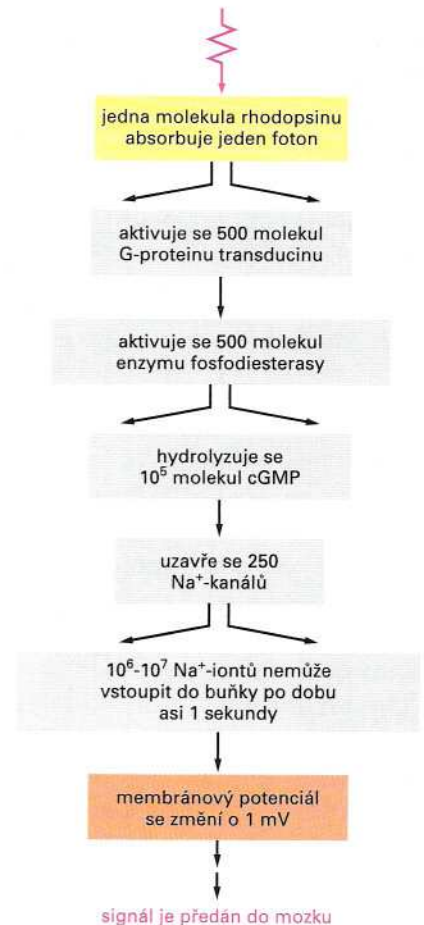 jedna molekula rhodopsinu
absorbuje jeden foton
aktivuje se 500 molekul
G-proteinu transducinu
aktivuje se 500 molekul
enzymu fosfodiesterasy
hydrolyzuje se
10⁵ molekul cGMP
uzavře se 250
Na⁺-kanálů
10⁶-10⁷ Na⁺-iontů nemůže
vstoupit do buňky po dobu
asi 1 sekundy
membránový potenciál
se změní o 1 mV
signál je předán do mozku